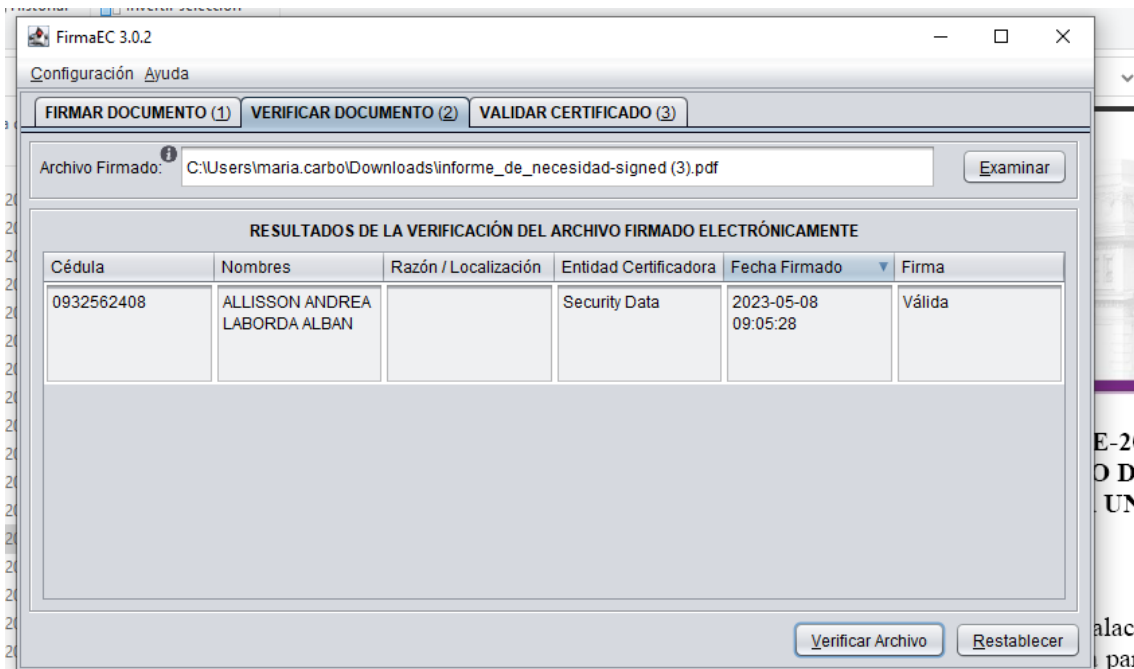 Invertir selección
FirmaEC 3.0.2
Configuración Ayuda
FIRMAR DOCUMENTO (1) VERIFICAR DOCUMENTO (2) VALIDAR CERTIFICADO (3)
Archivo Firmado: C:\Users\maria.carbo\Downloads\informe_de_necesidad-signed (3).pdf Examinar
RESULTADOS DE LA VERIFICACIÓN DEL ARCHIVO FIRMADO ELECTRÓNICAMENTE
Cédula Nombres Razón / Localización Entidad Certificadora Fecha Firmado Firma
0932562408 ALLISSON ANDREA Security Data 2023-05-08 Válida
LABORDA ALBAN 09:05:28
Verificar Archivo Restablecer